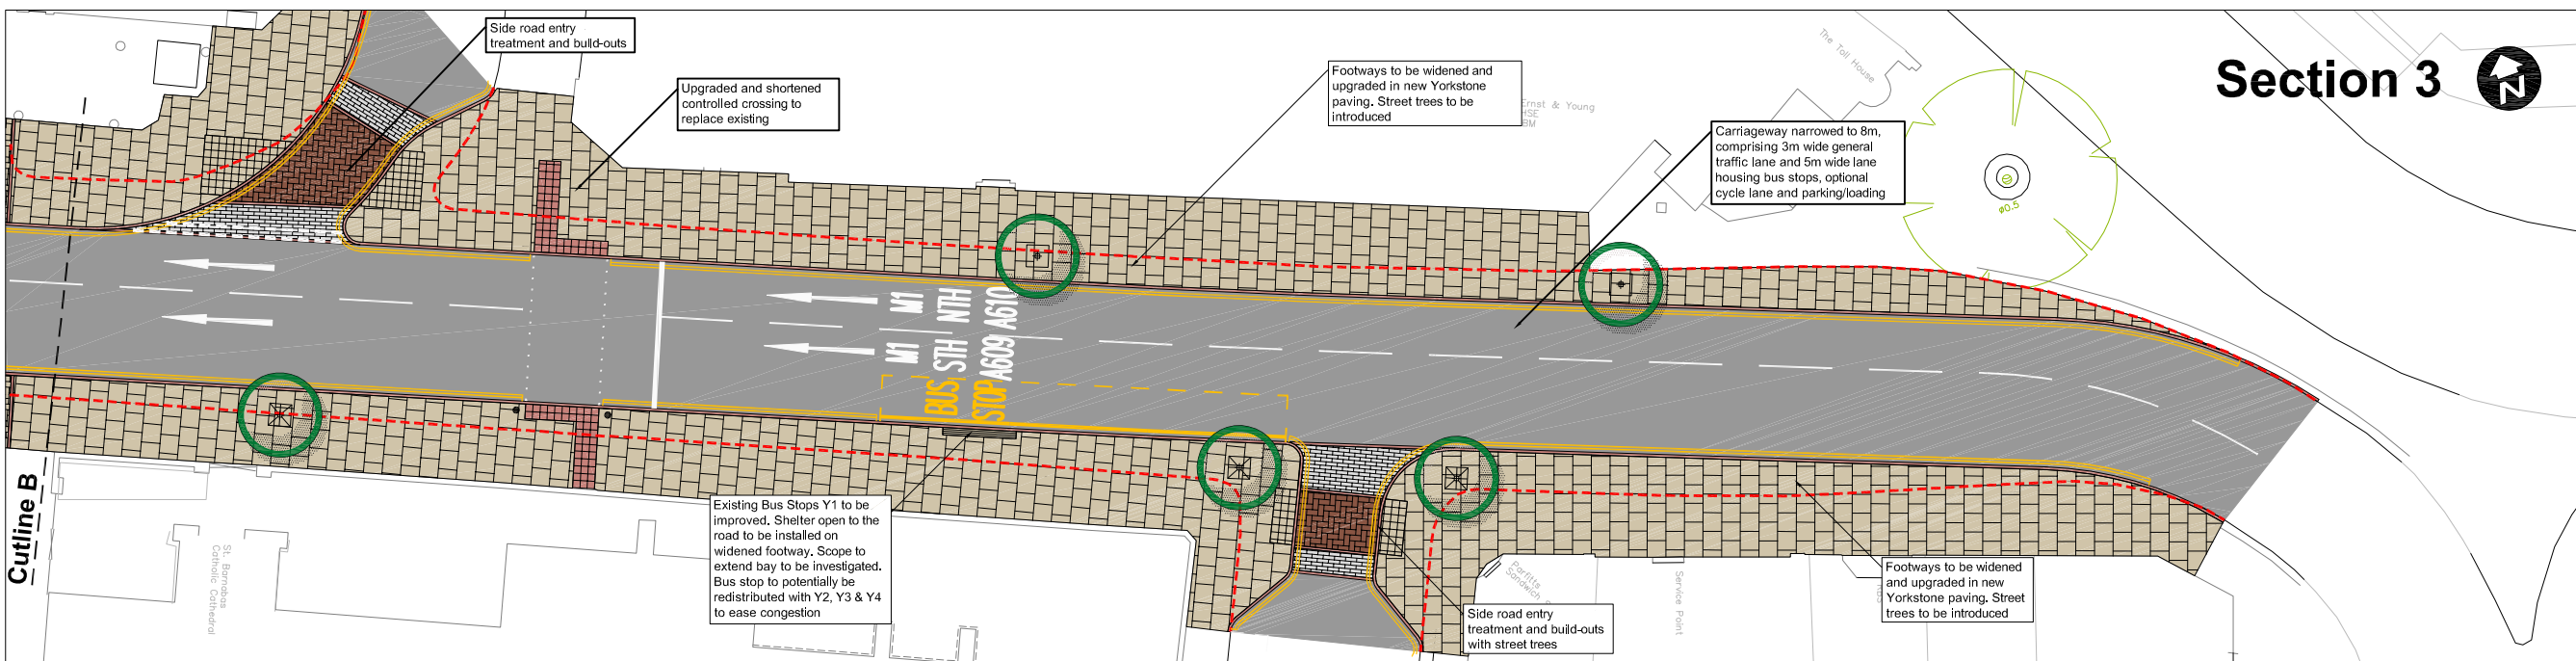 Section 3
N
Side road entry
treatment and build-outs
Upgraded and shortened
controlled crossing to
replace existing
Footways to be widened and
upgraded in new Yorkstone
paving. Street trees to be
introduced
Ernst & Young
HSE
BM
The Toll House
Carriageway narrowed to 8m,
comprising 3m wide general
traffic lane and 5m wide lane
housing bus stops, optional
cycle lane and parking/loading
ø0.5
M1
NTH
A610
M1
STH
A609
BUS
STOP
Cutline B
St. Barnabas
Catholic Cathedral
Existing Bus Stops Y1 to be
improved. Shelter open to the
road to be installed on
widened footway. Scope to
extend bay to be investigated.
Bus stop to potentially be
redistributed with Y2, Y3 & Y4
to ease congestion
Parfitts
Sandwich
Service Point
Side road entry
treatment and build-outs
with street trees
Footways to be widened
and upgraded in new
Yorkstone paving. Street
trees to be introduced